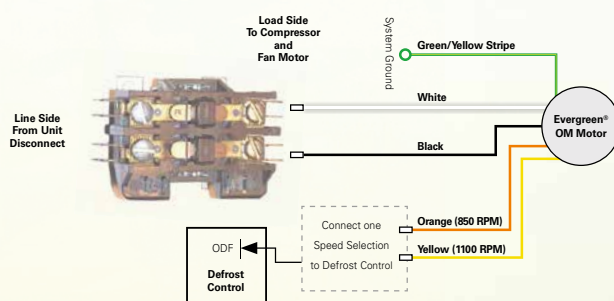 Load Side
To Compressor
and
Fan Motor
System Ground
Green/Yellow Stripe
White
Line Side
From Unit
Disconnect
Evergreen®
OM Motor
Black
Connect one
Speed Selection
to Defrost Control
Orange (850 RPM)
Yellow (1100 RPM)
ODF
Defrost
Control